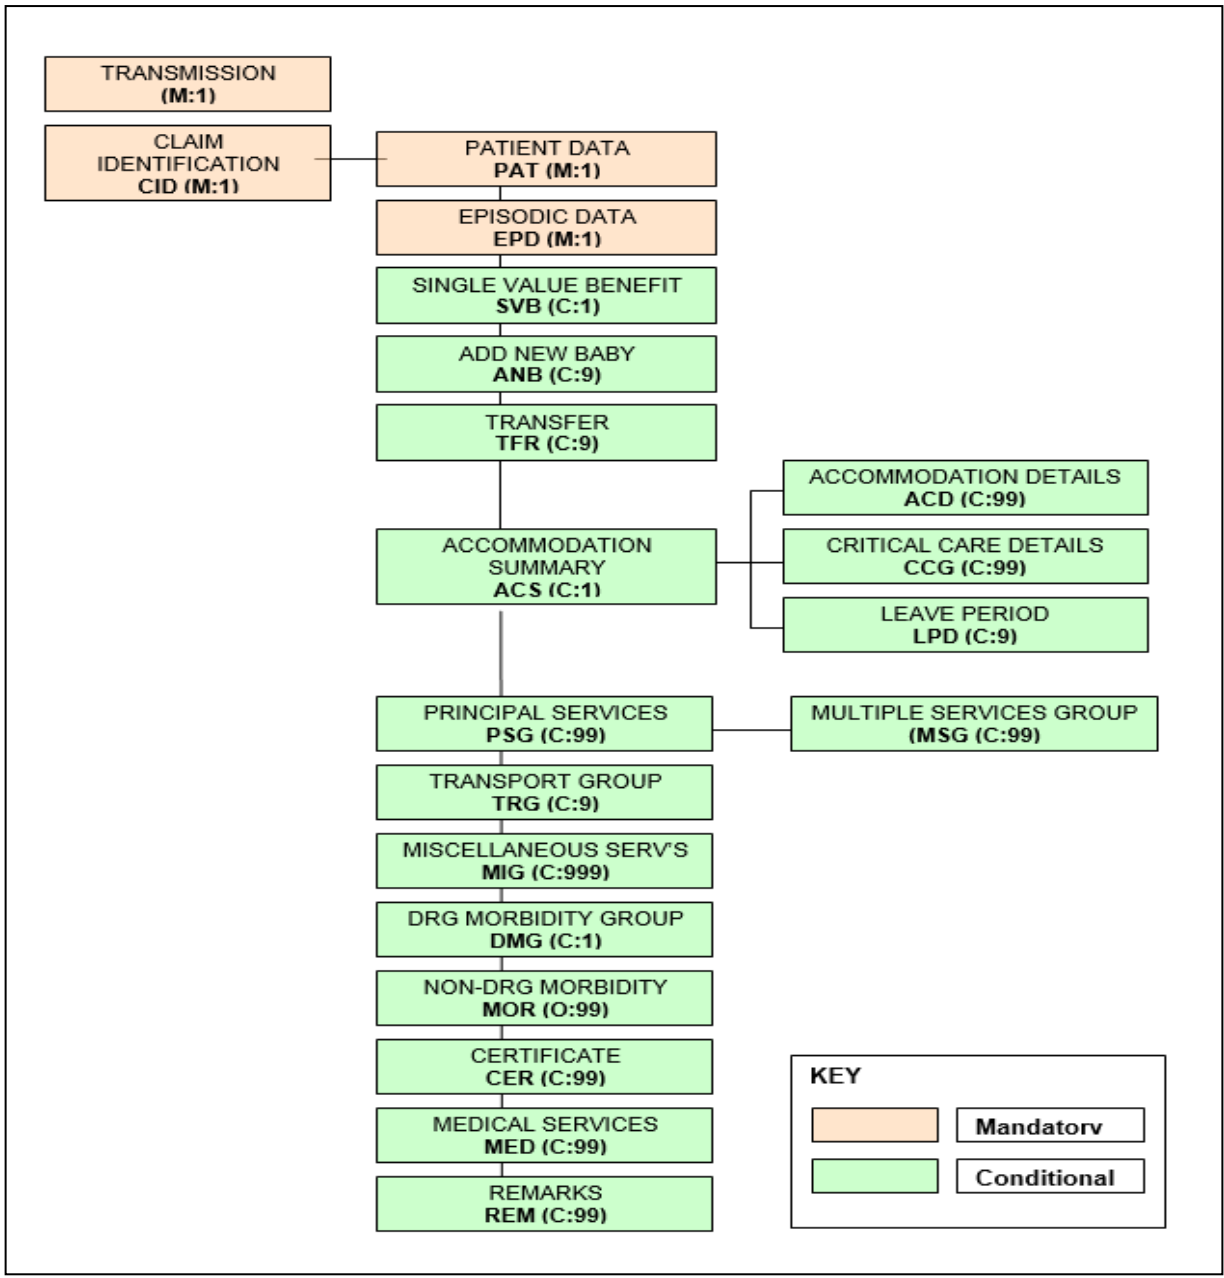 TRANSMISSION
(M:1)
CLAIM
IDENTIFICATION
CID (M:1)
PATIENT DATA
PAT (M:1)
EPISODIC DATA
EPD (M:1)
SINGLE VALUE BENEFIT
SVB (C:1)
ADD NEW BABY
ANB (C:9)
TRANSFER
TFR (C:9)
ACCOMMODATION
SUMMARY
ACS (C:1)
ACCOMMODATION DETAILS
ACD (C:99)
CRITICAL CARE DETAILS
CCG (C:99)
LEAVE PERIOD
LPD (C:9)
PRINCIPAL SERVICES
PSG (C:99)
MULTIPLE SERVICES GROUP
(MSG (C:99)
TRANSPORT GROUP
TRG (C:9)
MISCELLANEOUS SERV'S
MIG (C:999)
DRG MORBIDITY GROUP
DMG (C:1)
NON-DRG MORBIDITY
MOR (O:99)
CERTIFICATE
CER (C:99)
MEDICAL SERVICES
MED (C:99)
REMARKS
REM (C:99)
KEY
Mandatory
Conditional